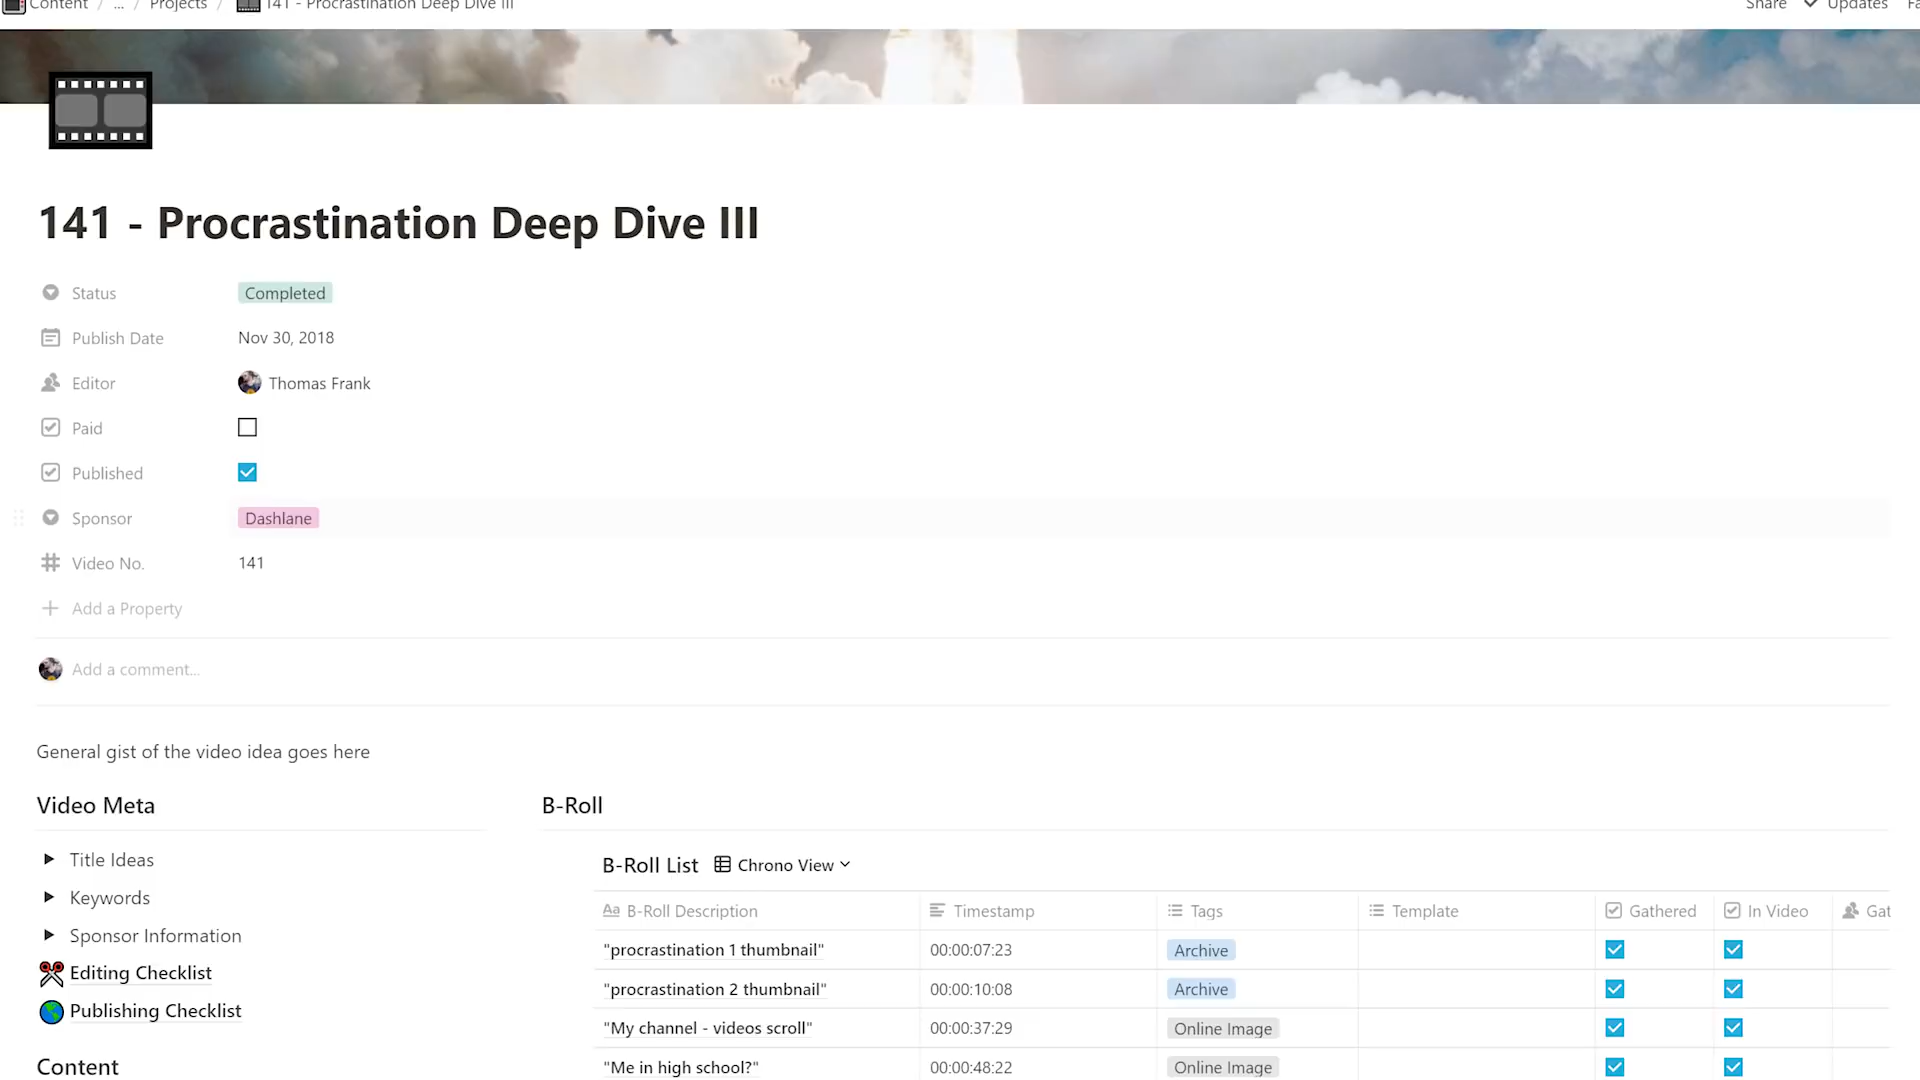 Content / ... / Projects / 141 - Procrastination Deep Dive III
Share Updates
141 - Procrastination Deep Dive III
Status Completed
Publish Date Nov 30, 2018
Editor Thomas Frank
Paid
Published
Sponsor Dashlane
Video No. 141
Add a Property
Add a comment...
General gist of the video idea goes here
Video Meta
Title Ideas
Keywords
Sponsor Information
Editing Checklist
Publishing Checklist
Content
B-Roll
B-Roll List Chrono View
Aa B-Roll Description Timestamp Tags Template Gathered In Video Gat
"procrastination 1 thumbnail" 00:00:07:23 Archive
"procrastination 2 thumbnail" 00:00:10:08 Archive
"My channel - videos scroll" 00:00:37:29 Online Image
"Me in high school?" 00:00:48:22 Online Image